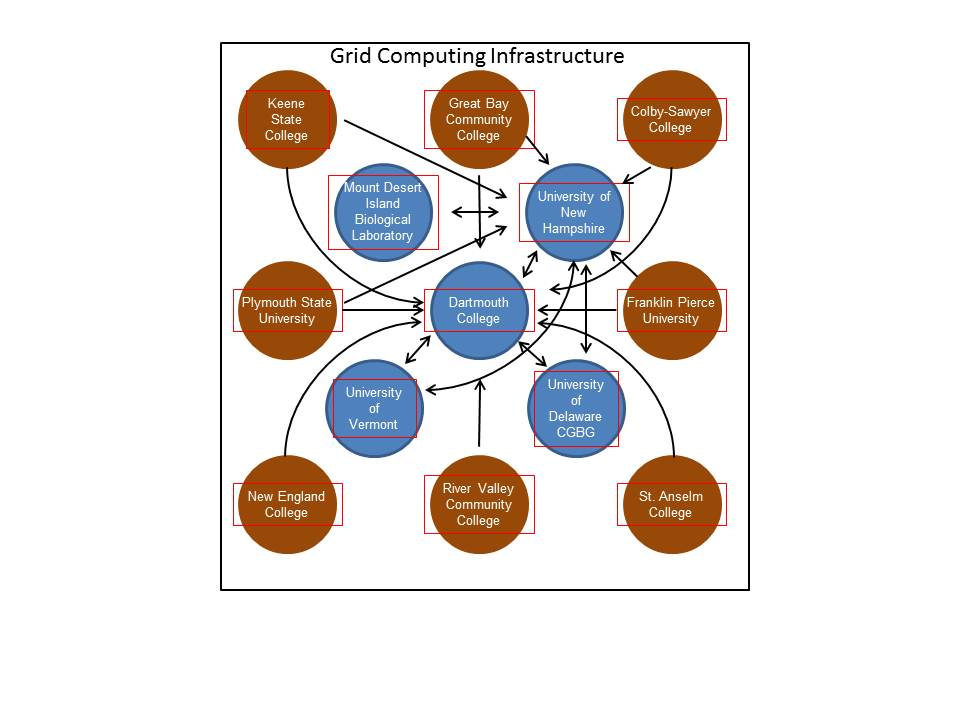 Grid Computing Infrastructure
Keene
State
College
Great Bay
Community
College
Colby-Sawyer
College
Mount Desert
Island
Biological
Laboratory
University of
New
Hampshire
Plymouth State
University
Dartmouth
College
Franklin Pierce
University
University
of
Vermont
University
of
Delaware
CGBG
New England
College
River Valley
Community
College
St. Anselm
College